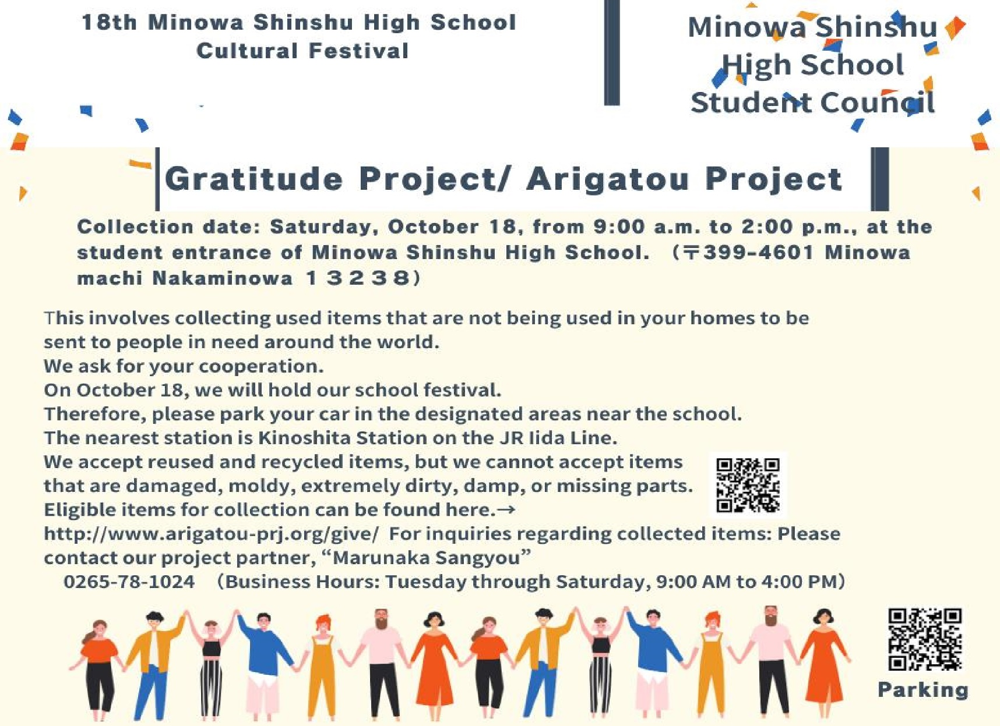 18th Minowa Shinshu High School
Cultural Festival
Minowa Shinshu
High School
Student Council
Gratitude Project/ Arigatou Project
Collection date: Saturday, October 18, from 9:00 a.m. to 2:00 p.m., at the
student entrance of Minowa Shinshu High School. （〒399-4601 Minowa
machi Nakaminowa １３２３８）
This involves collecting used items that are not being used in your homes to be
sent to people in need around the world.
We ask for your cooperation.
On October 18, we will hold our school festival.
Therefore, please park your car in the designated areas near the school.
The nearest station is Kinoshita Station on the JR Iida Line.
We accept reused and recycled items, but we cannot accept items
that are damaged, moldy, extremely dirty, damp, or missing parts.
Eligible items for collection can be found here.→
http://www.arigatou-prj.org/give/ For inquiries regarding collected items: Please
contact our project partner, “Marunaka Sangyou”
0265-78-1024 （Business Hours: Tuesday through Saturday, 9:00 AM to 4:00 PM）
Parking